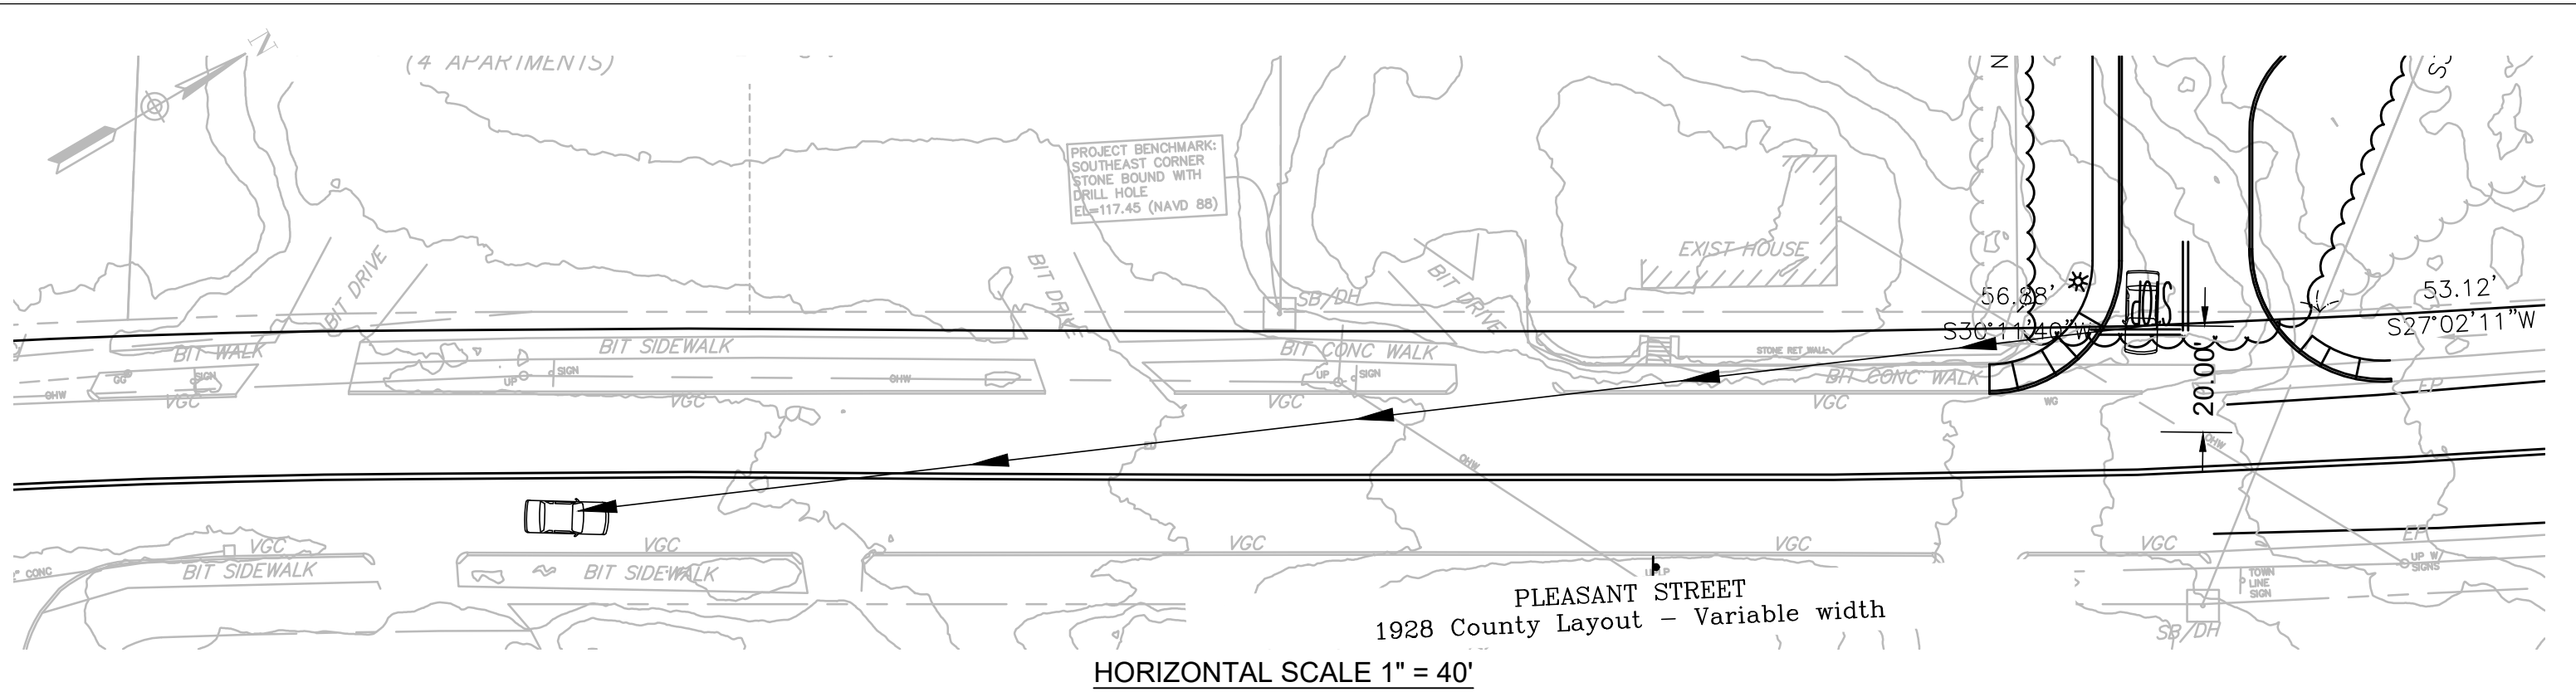 N
(4 APARTMENTS)
PROJECT BENCHMARK:
SOUTHEAST CORNER
STONE BOUND WITH
DRILL HOLE
EL=117.45 (NAVD 88)
BIT DRIVE
BIT DRIVE
BIT DRIVE
EXIST HOUSE
N
SB/DH
56.88'
S30°11'40"W
53.12'
S27°02'11"W
20.00'
BIT WALK
BIT SIDEWALK
BIT CONC WALK
STONE RET WALL
BIT CONC WALK
GG
SIGN
UP
SIGN
OHW
UP
SIGN
OHW
VGC
VGC
VGC
VGC
WG
EP
OHW
OHW
VGC
VGC
VGC
VGC
VGC
EP
CONC
BIT SIDEWALK
BIT SIDEWALK
UP W/
SIGNS
TOWN
LINE
SIGN
SB/DH
PLEASANT STREET
1928 County Layout - Variable width
HORIZONTAL SCALE 1" = 40'